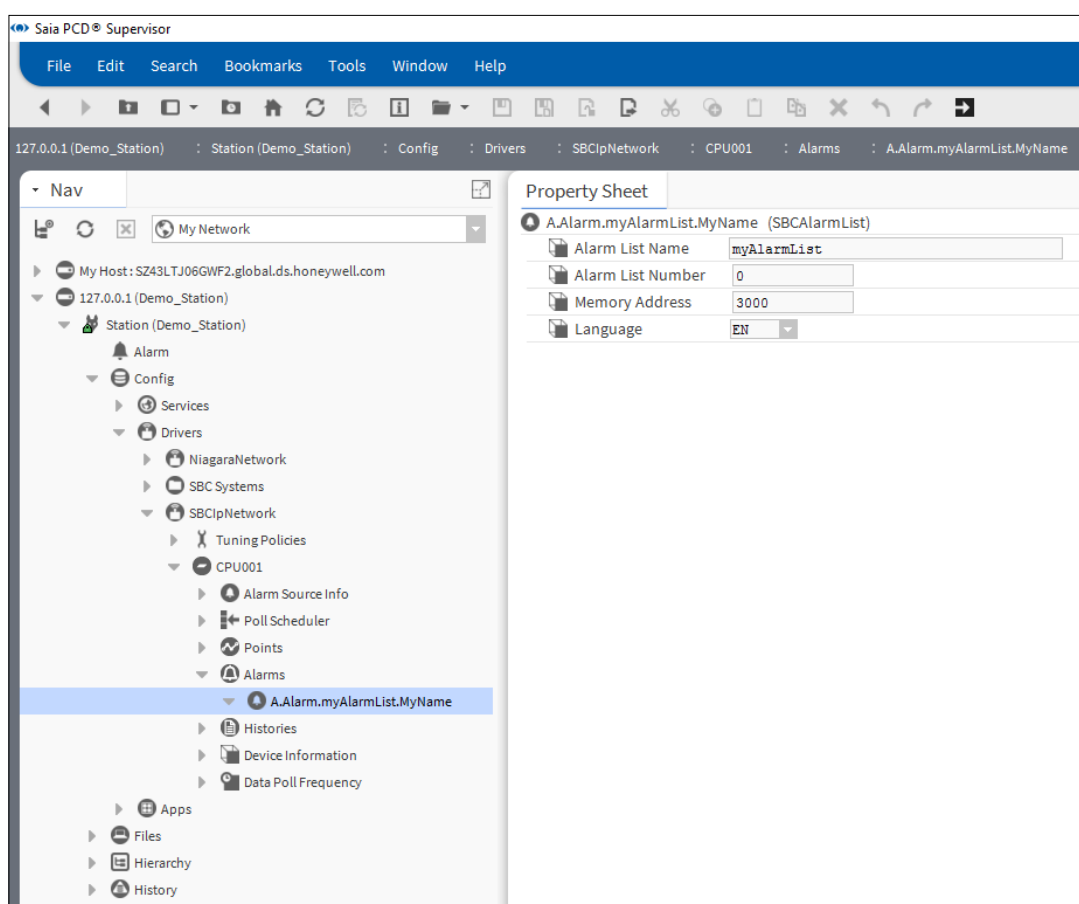 Saia PCD® Supervisor
File Edit Search Bookmarks Tools Window Help
127.0.0.1 (Demo_Station) : Station (Demo_Station) : Config : Drivers : SBCIpNetwork : CPU001 : Alarms : A.Alarm.myAlarmList.MyName
Nav
My Network
My Host : SZ43LTJ06GWF2.global.ds.honeywell.com
127.0.0.1 (Demo_Station)
Station (Demo_Station)
Alarm
Config
Services
Drivers
NiagaraNetwork
SBC Systems
SBCIpNetwork
Tuning Policies
CPU001
Alarm Source Info
Poll Scheduler
Points
Alarms
A.Alarm.myAlarmList.MyName
Histories
Device Information
Data Poll Frequency
Apps
Files
Hierarchy
History
Property Sheet
A.Alarm.myAlarmList.MyName (SBCAlarmList)
Alarm List Name myAlarmList
Alarm List Number 0
Memory Address 3000
Language EN